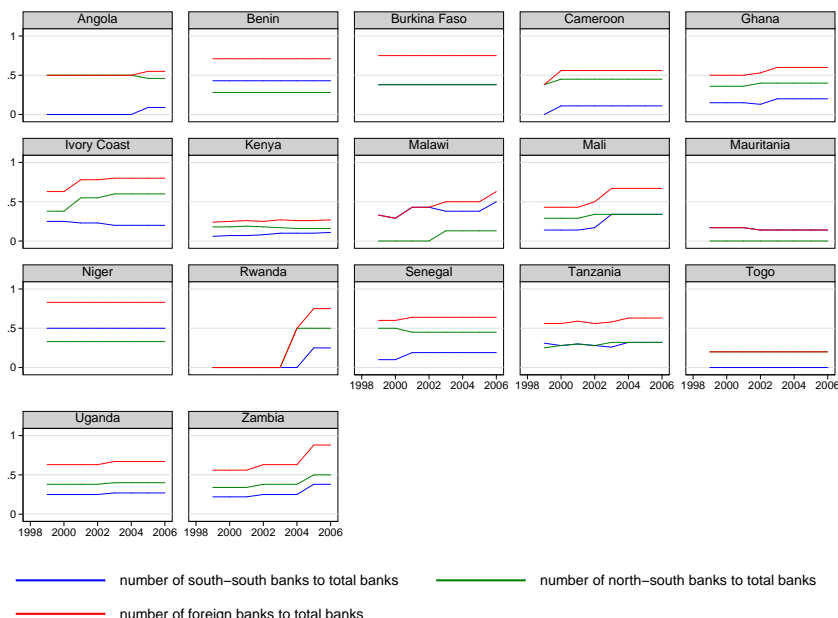 Angola Benin Burkina Faso Cameroon Ghana
1
.5
0
Ivory Coast Kenya Malawi Mali Mauritania
1
.5
0
Niger Rwanda Senegal Tanzania Togo
1
.5
0
1998 2000 2002 2004 2006 1998 2000 2002 2004 2006 1998 2000 2002 2004 2006
Uganda Zambia
1
.5
0
1998 2000 2002 2004 2006 1998 2000 2002 2004 2006
number of south−south banks to total banks number of north−south banks to total banks
number of foreign banks to total banks